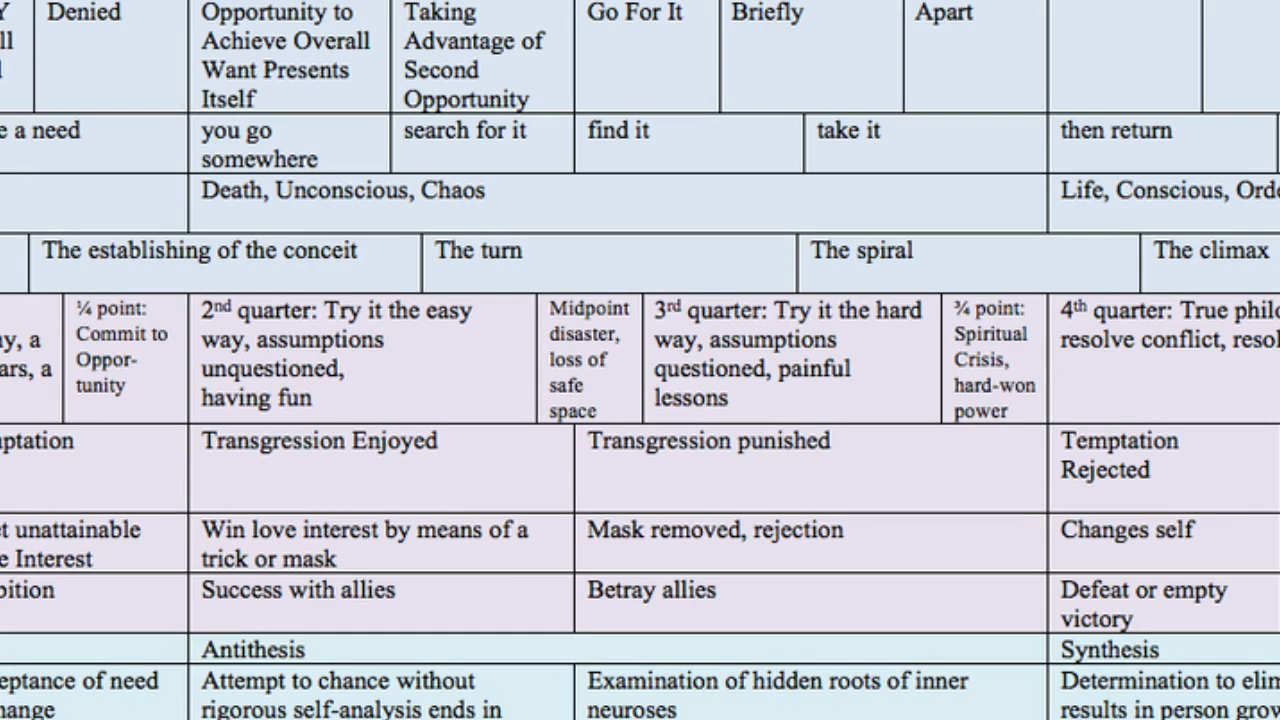 Denied
Opportunity to
Achieve Overall
Want Presents
Itself
Taking
Advantage of
Second
Opportunity
Go For It
Briefly
Apart
e a need
you go
somewhere
search for it
find it
take it
then return
Death, Unconscious, Chaos
Life, Conscious, Orde
The establishing of the conceit
The turn
The spiral
The climax
¼ point:
Commit to
Oppor-
tunity
2nd quarter: Try it the easy
way, assumptions
unquestioned,
having fun
Midpoint
disaster,
loss of
safe
space
3rd quarter: Try it the hard
way, assumptions
questioned, painful
lessons
¾ point:
Spiritual
Crisis,
hard-won
power
4th quarter: True philo
resolve conflict, resol
ptation
Transgression Enjoyed
Transgression punished
Temptation
Rejected
t unattainable
e Interest
Win love interest by means of a
trick or mask
Mask removed, rejection
Changes self
bition
Success with allies
Betray allies
Defeat or empty
victory
Antithesis
Synthesis
eptance of need
hange
Attempt to chance without
rigorous self-analysis ends in
Examination of hidden roots of inner
neuroses
Determination to elim
results in person grow